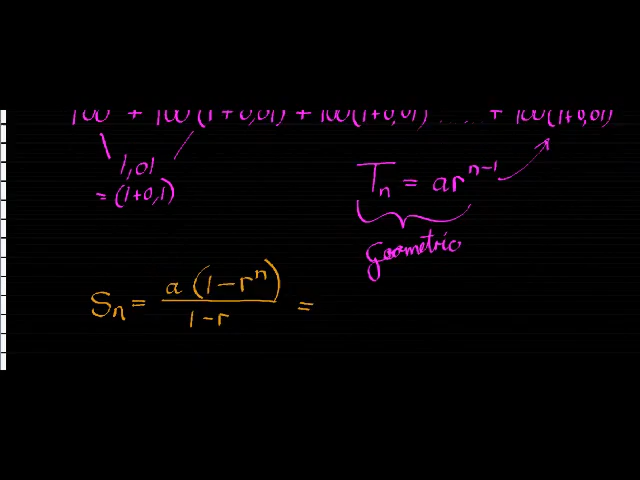 100 + 100(1+0,01) + 100(1+0,01) ...... + 100(1+0,01)
1,01
= (1+0,1)
Tn = ar^n-1
geometric
Sn = a(1-r^n)/1-r =